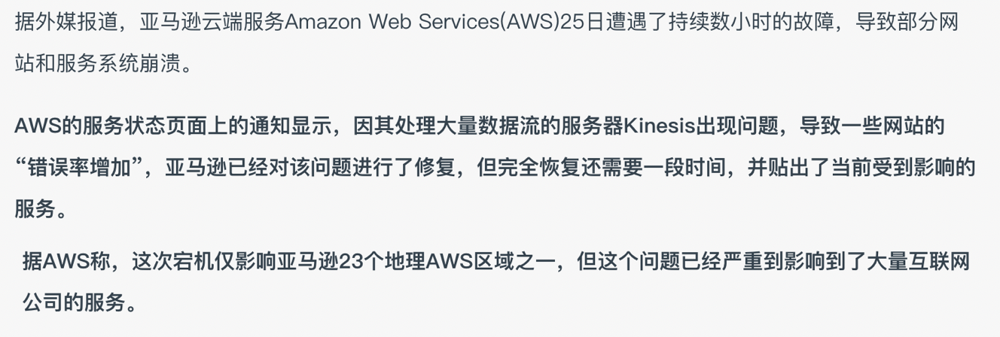 据外媒报道，亚马逊云端服务Amazon Web Services(AWS)25日遭遇了持续数小时的故障，导致部分网
站和服务系统崩溃。
AWS的服务状态页面上的通知显示，因其处理大量数据流的服务器Kinesis出现问题，导致一些网站的
“错误率增加”，亚马逊已经对该问题进行了修复，但完全恢复还需要一段时间，并贴出了当前受到影响的
服务。
据AWS称，这次宕机仅影响亚马逊23个地理AWS区域之一，但这个问题已经严重到影响到了大量互联网
公司的服务。